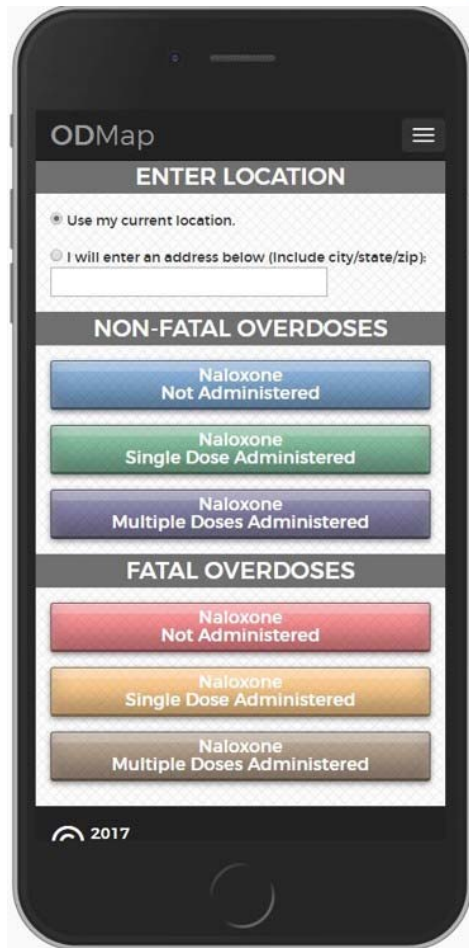 ODMap
ENTER LOCATION
Use my current location.
I will enter an address below (Include city/state/zip):
NON-FATAL OVERDOSES
Naloxone
Not Administered
Naloxone
Single Dose Administered
Naloxone
Multiple Doses Administered
FATAL OVERDOSES
Naloxone
Not Administered
Naloxone
Single Dose Administered
Naloxone
Multiple Doses Administered
2017